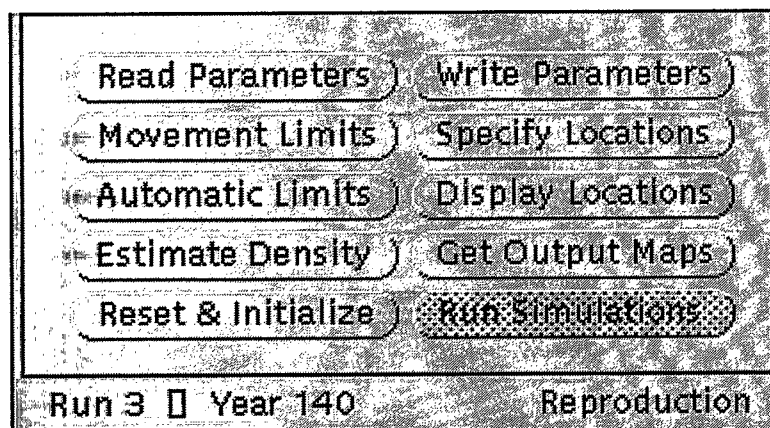 Read Parameters Write Parameters
Movement Limits Specify Locations
Automatic Limits Display Locations
Estimate Density Get Output Maps
Reset & Initialize Run Simulations
Run 3 Year 140 Reproduction